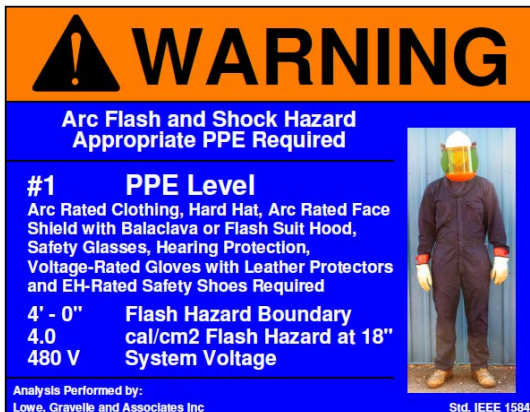 WARNING
Arc Flash and Shock Hazard
Appropriate PPE Required
#1 PPE Level
Arc Rated Clothing, Hard Hat, Arc Rated Face
Shield with Balaclava or Flash Suit Hood,
Safety Glasses, Hearing Protection,
Voltage-Rated Gloves with Leather Protectors
and EH-Rated Safety Shoes Required
4' - 0" Flash Hazard Boundary
4.0 cal/cm2 Flash Hazard at 18"
480 V System Voltage
Analysis Performed by:
Lowe, Gravelle and Associates Inc
Std. IEEE 1584